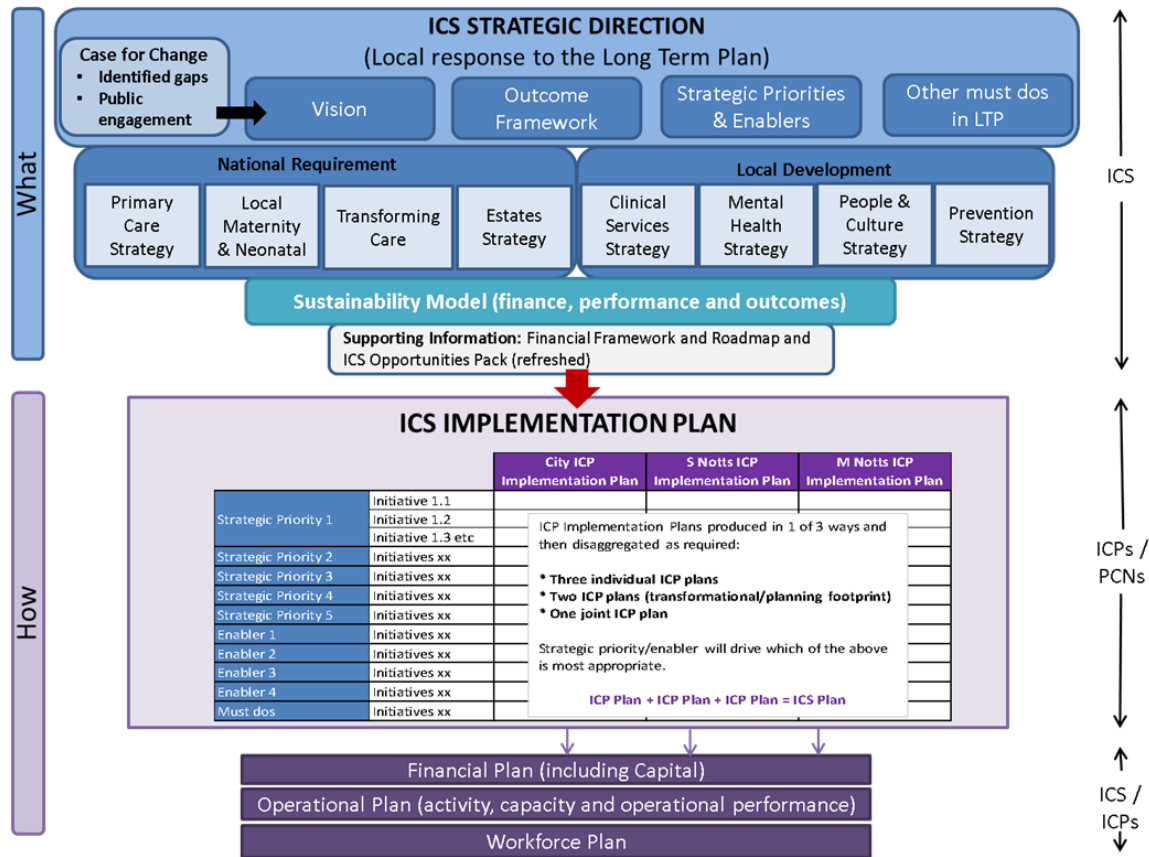 What
ICS STRATEGIC DIRECTION
(Local response to the Long Term Plan)
Case for Change
• Identified gaps
• Public
engagement
Vision
Outcome
Framework
Strategic Priorities
& Enablers
Other must dos
in LTP
National Requirement
Primary
Care
Strategy
Local
Maternity
& Neonatal
Transforming
Care
Estates
Strategy
Local Development
Clinical
Services
Strategy
Mental
Health
Strategy
People &
Culture
Strategy
Prevention
Strategy
Sustainability Model (finance, performance and outcomes)
Supporting Information: Financial Framework and Roadmap and
ICS Opportunities Pack (refreshed)
ICS
How
ICS IMPLEMENTATION PLAN
City ICP
Implementation Plan
S Notts ICP
Implementation Plan
M Notts ICP
Implementation Plan
Strategic Priority 1
Initiative 1.1
Initiative 1.2
Initiative 1.3 etc
Strategic Priority 2 Initiatives xx
Strategic Priority 3 Initiatives xx
Strategic Priority 4 Initiatives xx
Strategic Priority 5 Initiatives xx
Enabler 1 Initiatives xx
Enabler 2 Initiatives xx
Enabler 3 Initiatives xx
Enabler 4 Initiatives xx
Must dos Initiatives xx
ICP Implementation Plans produced in 1 of 3 ways and
then disaggregated as required:
* Three individual ICP plans
* Two ICP plans (transformational/planning footprint)
* One joint ICP plan
Strategic priority/enabler will drive which of the above
is most appropriate.
ICP Plan + ICP Plan + ICP Plan = ICS Plan
ICPs /
PCNs
Financial Plan (including Capital)
Operational Plan (activity, capacity and operational performance)
Workforce Plan
ICS /
ICPs